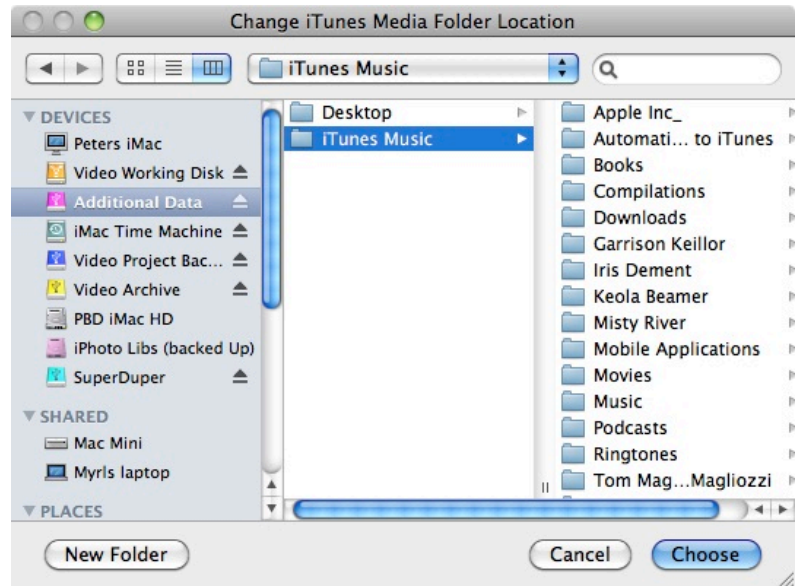 Change iTunes Media Folder Location
iTunes Music
DEVICES
Peters iMac
Video Working Disk
Additional Data
iMac Time Machine
Video Project Bac...
Video Archive
PBD iMac HD
iPhoto Libs (backed Up)
SuperDuper
SHARED
Mac Mini
Myrls laptop
PLACES
Desktop
iTunes Music
Apple Inc_
Automati... to iTunes
Books
Compilations
Downloads
Garrison Keillor
Iris Dement
Keola Beamer
Misty River
Mobile Applications
Movies
Music
Podcasts
Ringtones
Tom Mag...Magliozzi
New Folder
Cancel
Choose